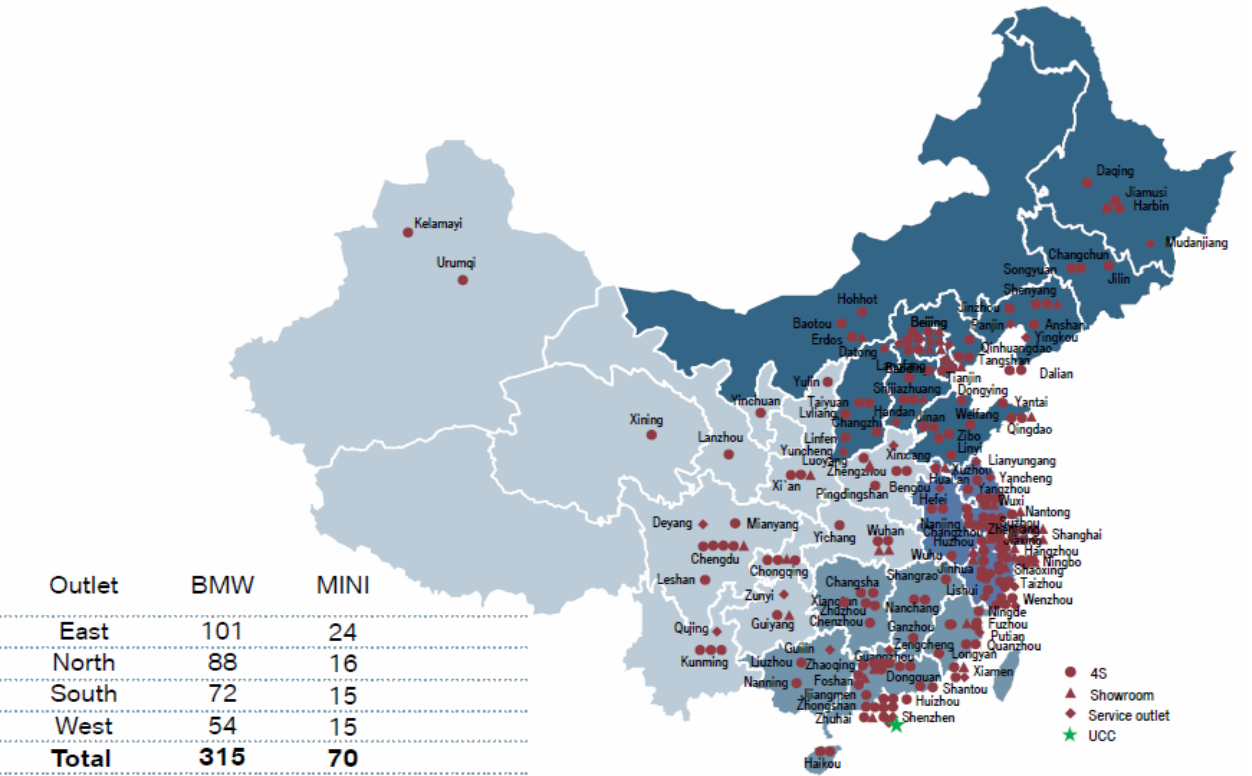 Daqing
Jiamusi
Harbin
Mudanjiang
Changchun
Songyuan
Jilin
Shenyang
Kelamayi
Urumqi
Hohhot
Jinzhou
Baotou
Beijing
Panjin
Anshan
Erdos
Yingkou
Datong
Qinhuangdao
Tangshan
Tianjin
Dalian
Yulin
Shijiazhuang
Dongying
Yinchuan
Taiyuan
Yantai
Lvliang
Handan
Jinan
Weifang
Xining
Changzhi
Qingdao
Lanzhou
Linfen
Zibo
Yuncheng
Linyi
Luoyang
Xinxiang
Zhengzhou
Xuzhou
Lianyungang
Xi'an
Huai'an
Yancheng
Pingdingshan
Bengou
Yangzhou
Hefei
Wuxi
Nantong
Deyang
Mianyang
Yichang
Wuhan
Nanjing
Suzhou
Changzhou
Shanghai
Huzhou
Jiaxing
Hangzhou
Chengdu
Wuhu
Ningbo
Chongqing
Jinhua
Shaoxing
Leshan
Changsha
Shangrao
Lishui
Taizhou
Zunyi
Wenzhou
Zhuzhou
Nanchang
Ningde
Guiyang
Chenzhou
Ganzhou
Fuzhou
Qujing
Putian
Zengcheng
Quanzhou
Kunming
Guilin
Guangzhou
Longyan
Liuzhou
Zhaoqing
Xiamen
Nanning
Foshan
Dongguan
Shantou
Jiangmen
Huizhou
Zhongshan
Zhuhai
Shenzhen
Haikou
4S
Showroom
Service outlet
UCC
Outlet BMW MINI
East 101 24
North 88 16
South 72 15
West 54 15
Total 315 70